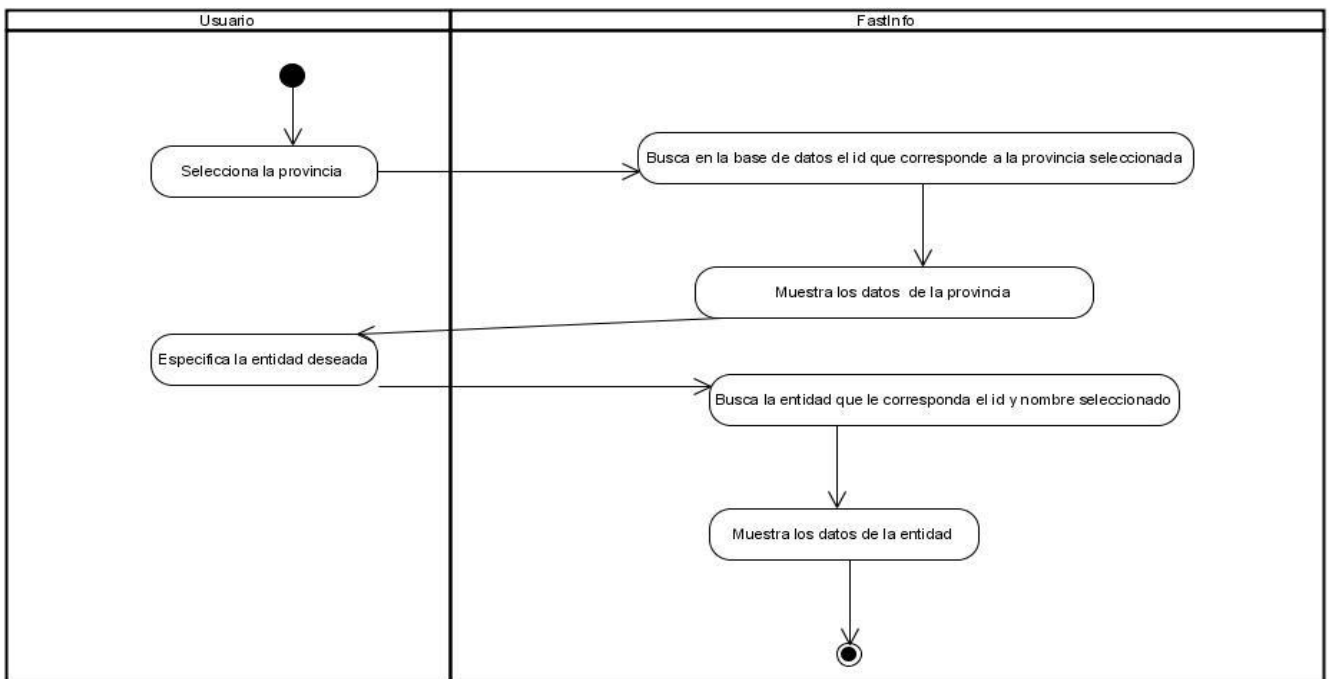 Usuario
FastInfo
Selecciona la provincia
Busca en la base de datos el id que corresponde a la provincia seleccionada
Muestra los datos de la provincia
Especifica la entidad deseada
Busca la entidad que le corresponda el id y nombre seleccionado
Muestra los datos de la entidad